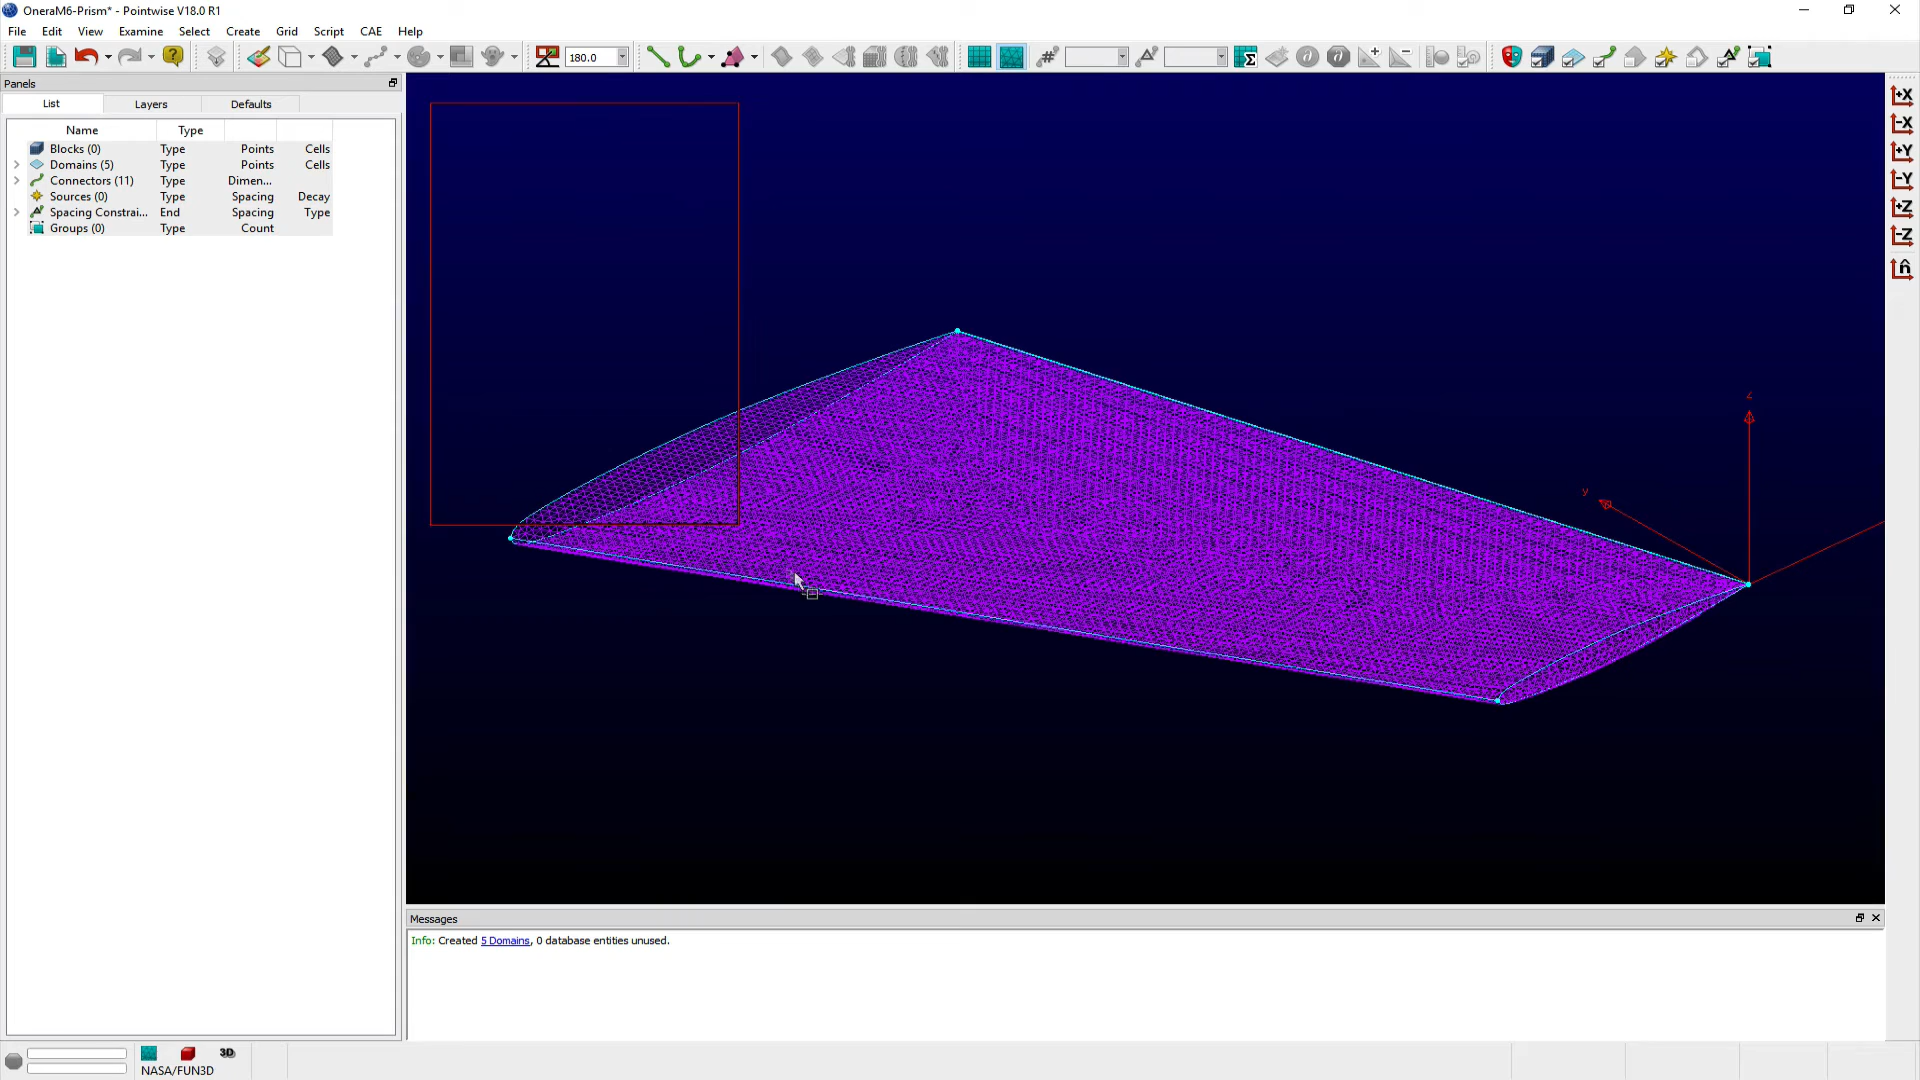 OneraM6-Prism* - Pointwise V18.0 R1
File Edit View Examine Select Create Grid Script CAE Help
180.0
Panels
List Layers Defaults
Name Type
Blocks (0) Type Points Cells
Domains (5) Type Points Cells
Connectors (11) Type Dimen...
Sources (0) Type Spacing Decay
Spacing Constrai... End Spacing Type
Groups (0) Type Count
+X
-X
+Y
-Y
+Z
-Z
n̂
z
y
Messages
Info: Created 5 Domains, 0 database entities unused.
3D
NASA/FUN3D